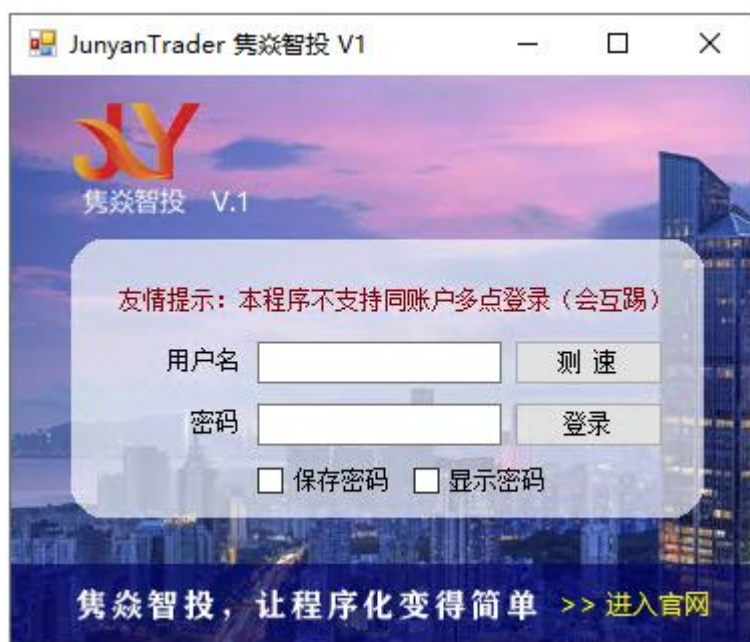 JunyanTrader 隽焱智投 V1
JY
隽焱智投 V.1
友情提示：本程序不支持同账户多点登录（会互踢）
用户名 测 速
密码 登录
保存密码 显示密码
隽焱智投，让程序化变得简单 >> 进入官网